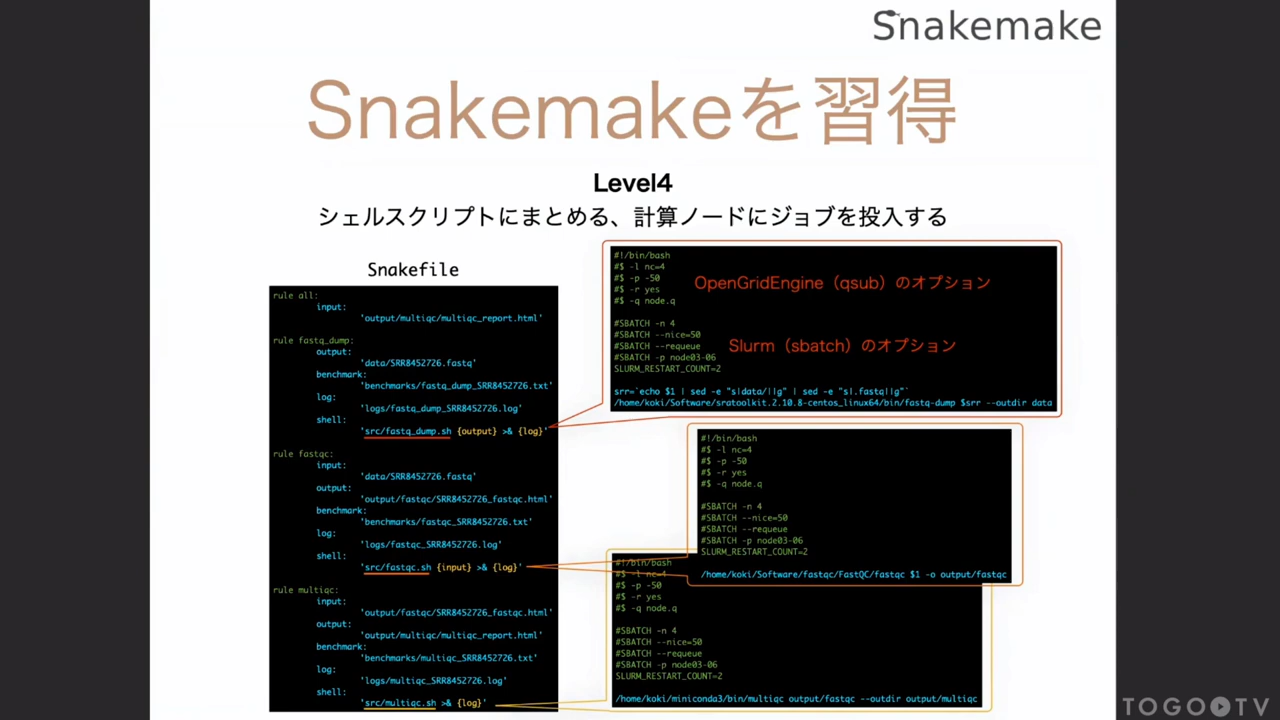 Snakemake
Snakemakeを習得
Level4
シェルスクリプトにまとめる、計算ノードにジョブを投入する
Snakefile
rule all:
input:
'output/multiqc/multiqc_report.html'
rule fastq_dump:
output:
'data/SRR8452726.fastq'
benchmark:
'benchmarks/fastq_dump_SRR8452726.txt'
log:
'logs/fastq_dump_SRR8452726.log'
shell:
'src/fastq_dump.sh {output} >& {log}'
rule fastqc:
input:
'data/SRR8452726.fastq'
output:
'output/fastqc/SRR8452726_fastqc.html'
benchmark:
'benchmarks/fastqc_SRR8452726.txt'
log:
'logs/fastqc_SRR8452726.log'
shell:
'src/fastqc.sh {input} >& {log}'
rule multiqc:
input:
'output/fastqc/SRR8452726_fastqc.html'
output:
'output/multiqc/multiqc_report.html'
benchmark:
'benchmarks/multiqc_SRR8452726.txt'
log:
'logs/multiqc_SRR8452726.log'
shell:
'src/multiqc.sh >& {log}'
#!/bin/bash
#$ -l nc=4
#$ -p -50
#$ -r yes
#$ -q node.q
OpenGridEngine（qsub）のオプション
#SBATCH -n 4
#SBATCH --nice=50
#SBATCH --requeue
#SBATCH -p node03-06
SLURM_RESTART_COUNT=2
Slurm（sbatch）のオプション
srr=`echo $1 | sed -e "s|data/||g" | sed -e "s|.fastq||g"`
/home/koki/Software/sratoolkit.2.10.8-centos_linux64/bin/fastq-dump $srr --outdir data
#!/bin/bash
#$ -l nc=4
#$ -p -50
#$ -r yes
#$ -q node.q
#SBATCH -n 4
#SBATCH --nice=50
#SBATCH --requeue
#SBATCH -p node03-06
SLURM_RESTART_COUNT=2
/home/koki/Software/fastqc/FastQC/fastqc $1 -o output/fastqc
#!/bin/bash
#$ -l nc=4
#$ -p -50
#$ -r yes
#$ -q node.q
#SBATCH -n 4
#SBATCH --nice=50
#SBATCH --requeue
#SBATCH -p node03-06
SLURM_RESTART_COUNT=2
/home/koki/miniconda3/bin/multiqc output/fastqc --outdir output/multiqc
TOGO TV